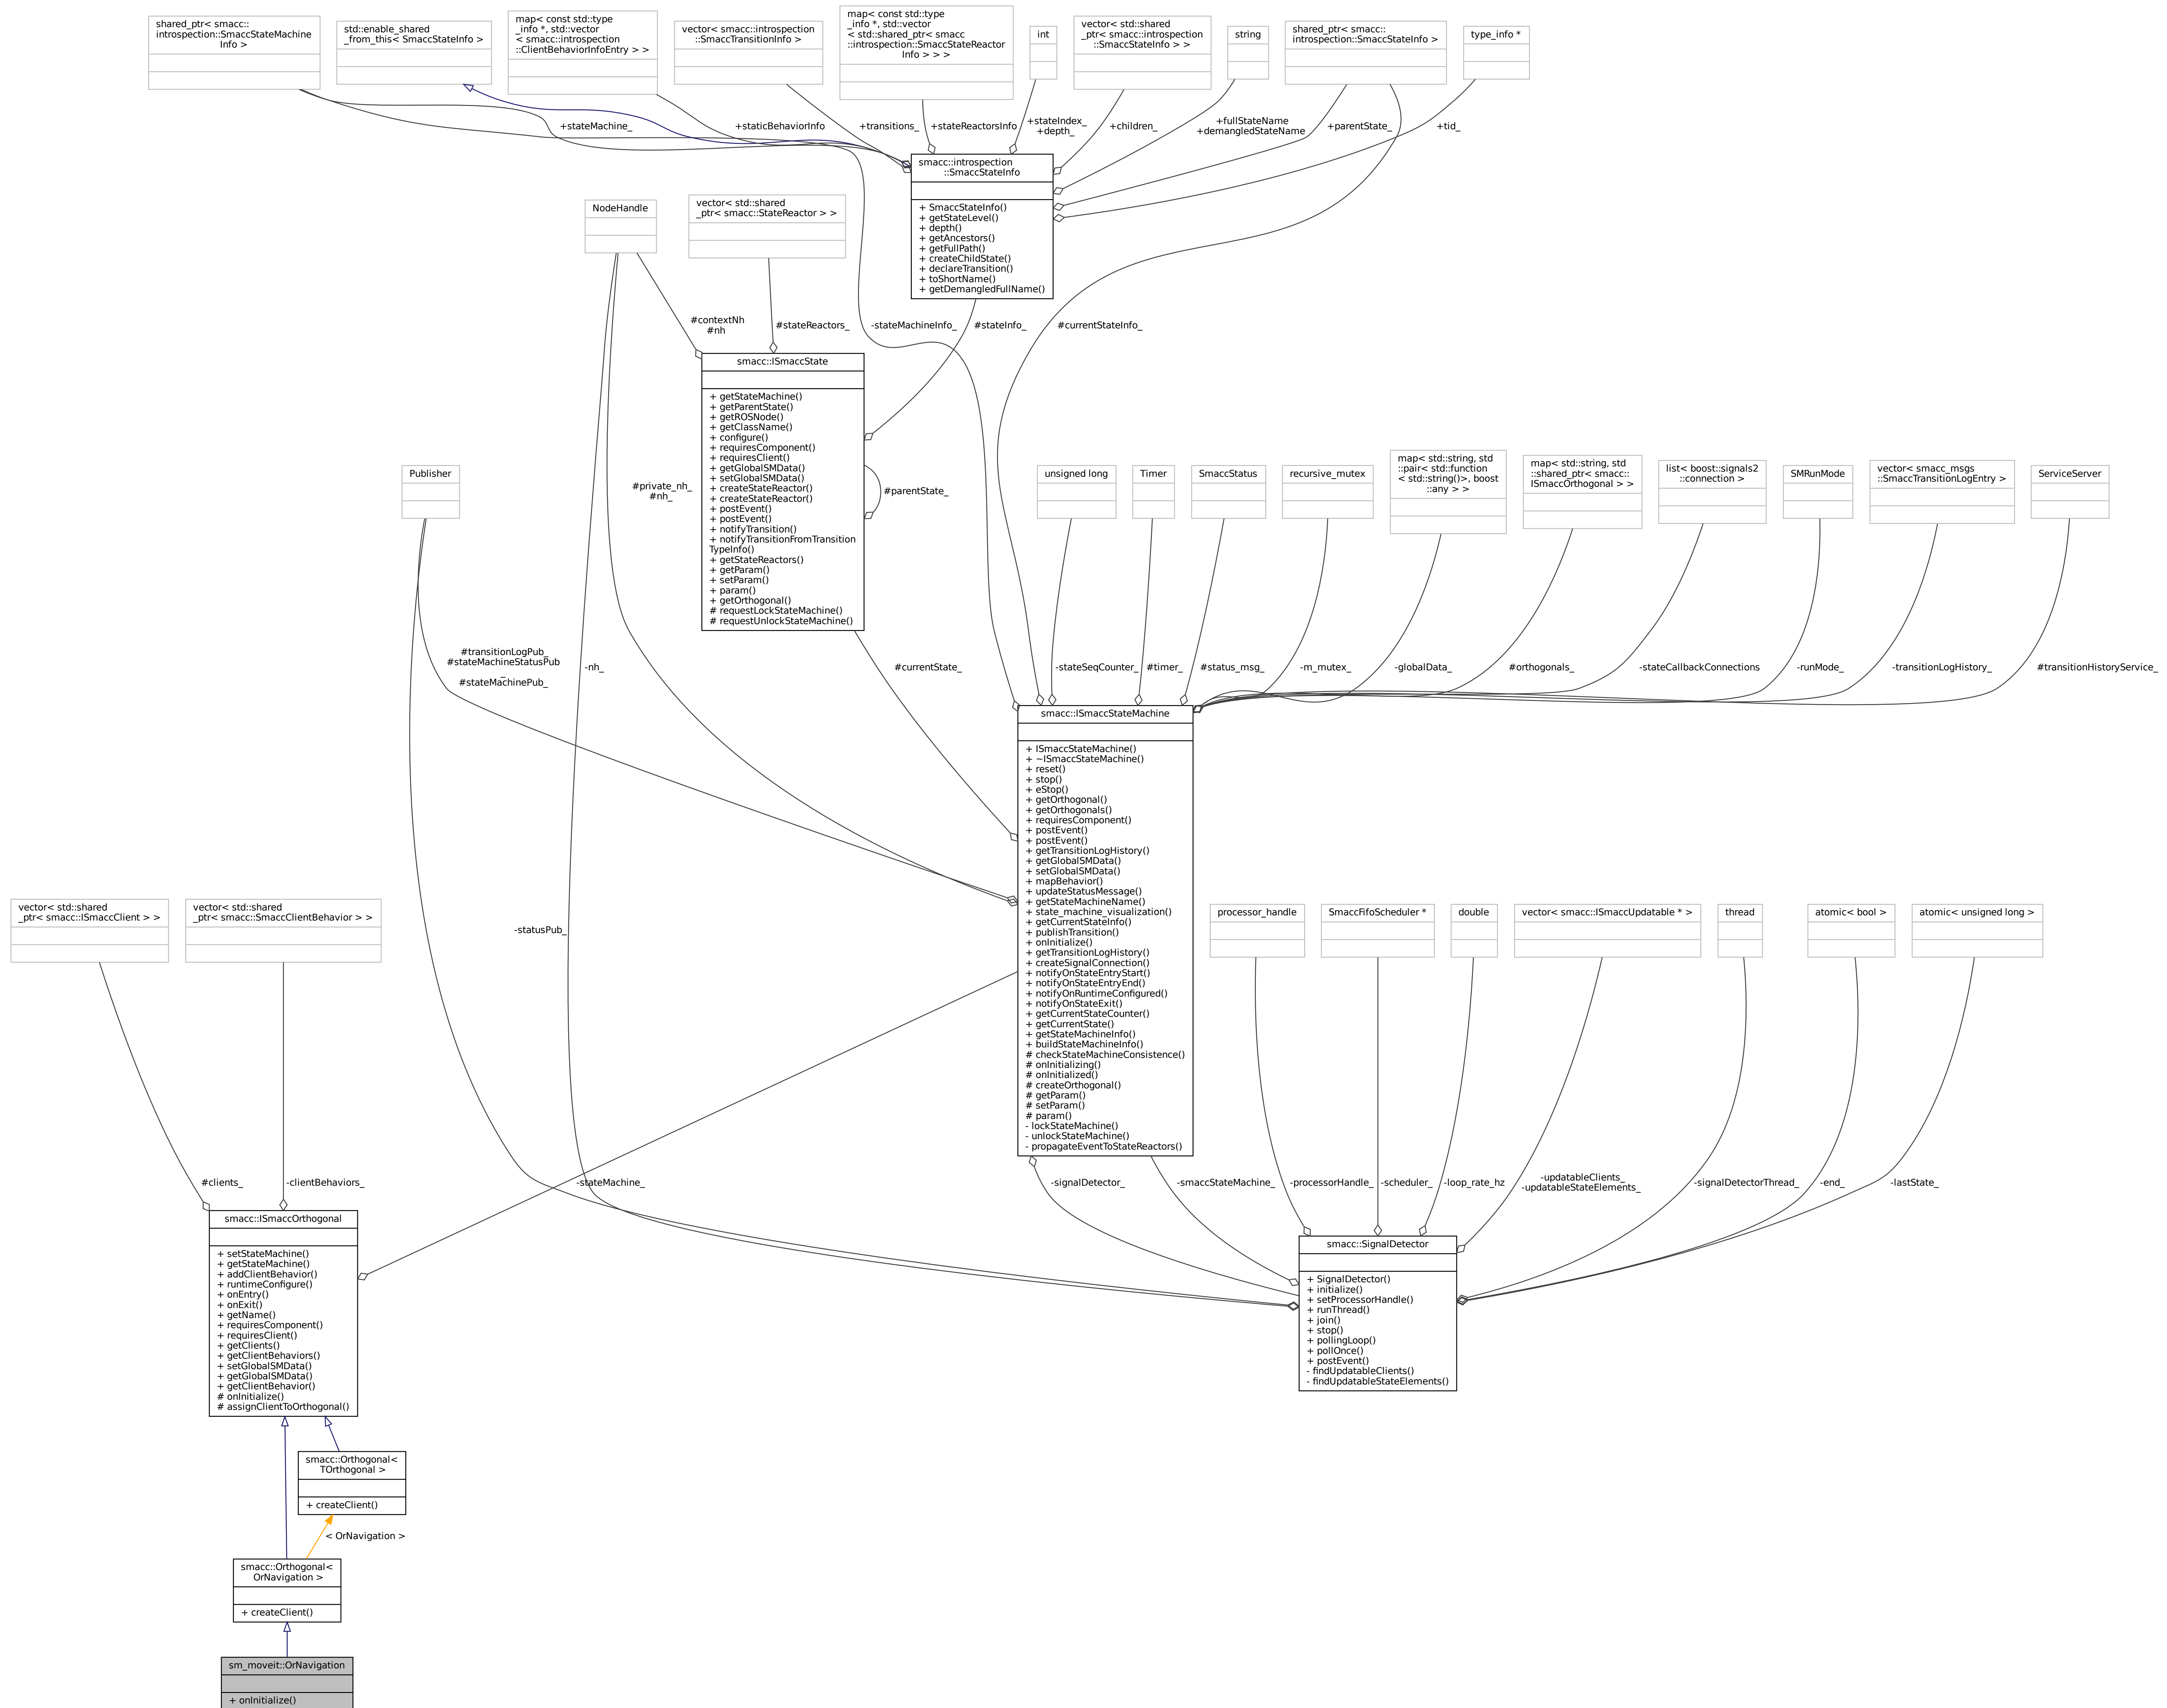 shared_ptr< smacc::
introspection::SmaccStateMachine
Info >
std::enable_shared
_from_this< SmaccStateInfo >
map< const std::type
_info *, std::vector
< smacc::introspection
::ClientBehaviorInfoEntry > >
vector< smacc::introspection
::SmaccTransitionInfo >
map< const std::type
_info *, std::vector
< std::shared_ptr< smacc
::introspection::SmaccStateReactor
Info > > >
int
vector< std::shared
_ptr< smacc::introspection
::SmaccStateInfo > >
string
shared_ptr< smacc::
introspection::SmaccStateInfo >
type_info *
+stateMachine_
+staticBehaviorInfo
+transitions_
+stateReactorsInfo
+stateIndex_
+depth_
+children_
+fullStateName
+demangledStateName
+parentState_
+tid_
smacc::introspection
::SmaccStateInfo
+ SmaccStateInfo()
+ getStateLevel()
+ depth()
+ getAncestors()
+ getFullPath()
+ createChildState()
+ declareTransition()
+ toShortName()
+ getDemangledFullName()
NodeHandle
vector< std::shared
_ptr< smacc::StateReactor > >
#contextNh
#nh
#stateReactors_
-stateMachineInfo_
#stateInfo_
#currentStateInfo_
smacc::ISmaccState
+ getStateMachine()
+ getParentState()
+ getROSNode()
+ getClassName()
+ configure()
+ requiresComponent()
+ requiresClient()
+ getGlobalSMData()
+ setGlobalSMData()
+ createStateReactor()
+ createStateReactor()
+ postEvent()
+ postEvent()
+ notifyTransition()
+ notifyTransitionFromTransition
TypeInfo()
+ getStateReactors()
+ getParam()
+ setParam()
+ param()
+ getOrthogonal()
# requestLockStateMachine()
# requestUnlockStateMachine()
#parentState_
Publisher
#private_nh_
#nh_
unsigned long
Timer
SmaccStatus
recursive_mutex
map< std::string, std
::pair< std::function
< std::string()>, boost
::any > >
map< std::string, std
::shared_ptr< smacc::
ISmaccOrthogonal > >
list< boost::signals2
::connection >
SMRunMode
vector< smacc_msgs
::SmaccTransitionLogEntry >
ServiceServer
#transitionLogPub_
#stateMachineStatusPub
_
#stateMachinePub_
-nh_
#currentState_
-stateSeqCounter_
#timer_
#status_msg_
-m_mutex_
-globalData_
#orthogonals_
-stateCallbackConnections
-runMode_
-transitionLogHistory_
#transitionHistoryService_
smacc::ISmaccStateMachine
+ ISmaccStateMachine()
+ ~ISmaccStateMachine()
+ reset()
+ stop()
+ eStop()
+ getOrthogonal()
+ getOrthogonals()
+ requiresComponent()
+ postEvent()
+ postEvent()
+ getTransitionLogHistory()
+ getGlobalSMData()
+ setGlobalSMData()
+ mapBehavior()
+ updateStatusMessage()
+ getStateMachineName()
+ state_machine_visualization()
+ getCurrentStateInfo()
+ publishTransition()
+ onInitialize()
+ getTransitionLogHistory()
+ createSignalConnection()
+ notifyOnStateEntryStart()
+ notifyOnStateEntryEnd()
+ notifyOnRuntimeConfigured()
+ notifyOnStateExit()
+ getCurrentStateCounter()
+ getCurrentState()
+ getStateMachineInfo()
+ buildStateMachineInfo()
# checkStateMachineConsistence()
# onInitializing()
# onInitialized()
# createOrthogonal()
# getParam()
# setParam()
# param()
- lockStateMachine()
- unlockStateMachine()
- propagateEventToStateReactors()
vector< std::shared
_ptr< smacc::ISmaccClient > >
vector< std::shared
_ptr< smacc::SmaccClientBehavior > >
-statusPub_
processor_handle
SmaccFifoScheduler *
double
vector< smacc::ISmaccUpdatable * >
thread
atomic< bool >
atomic< unsigned long >
#clients_
-clientBehaviors_
-stateMachine_
-signalDetector_
-smaccStateMachine_
-processorHandle_
-scheduler_
-loop_rate_hz
-updatableClients_
-updatableStateElements_
-signalDetectorThread_
-end_
-lastState_
smacc::ISmaccOrthogonal
+ setStateMachine()
+ getStateMachine()
+ addClientBehavior()
+ runtimeConfigure()
+ onEntry()
+ onExit()
+ getName()
+ requiresComponent()
+ requiresClient()
+ getClients()
+ getClientBehaviors()
+ setGlobalSMData()
+ getGlobalSMData()
+ getClientBehavior()
# onInitialize()
# assignClientToOrthogonal()
smacc::SignalDetector
+ SignalDetector()
+ initialize()
+ setProcessorHandle()
+ runThread()
+ join()
+ stop()
+ pollingLoop()
+ pollOnce()
+ postEvent()
- findUpdatableClients()
- findUpdatableStateElements()
smacc::Orthogonal<
TOrthogonal >
+ createClient()
< OrNavigation >
smacc::Orthogonal<
OrNavigation >
+ createClient()
sm_moveit::OrNavigation
+ onInitialize()